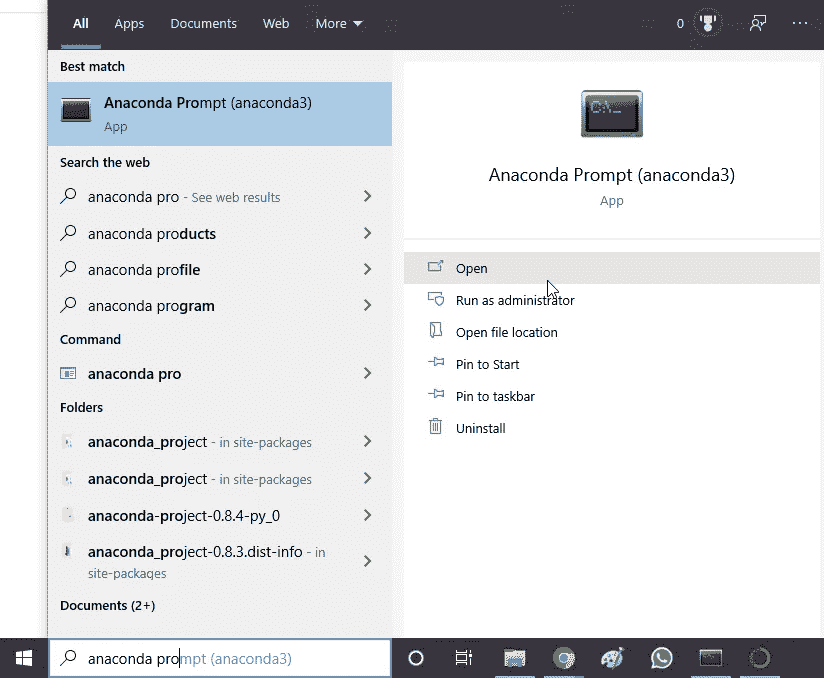 All Apps Documents Web More 0
Best match
Anaconda Prompt (anaconda3)
App
Search the web
anaconda pro - See web results
anaconda products
anaconda profile
anaconda program
Command
anaconda pro
Folders
anaconda_project - in site-packages
anaconda_project - in site-packages
anaconda-project-0.8.4-py_0
anaconda_project-0.8.3.dist-info - in
site-packages
Documents (2+)
C:\_
Anaconda Prompt (anaconda3)
App
Open
Run as administrator
Open file location
Pin to Start
Pin to taskbar
Uninstall
anaconda prompt (anaconda3)